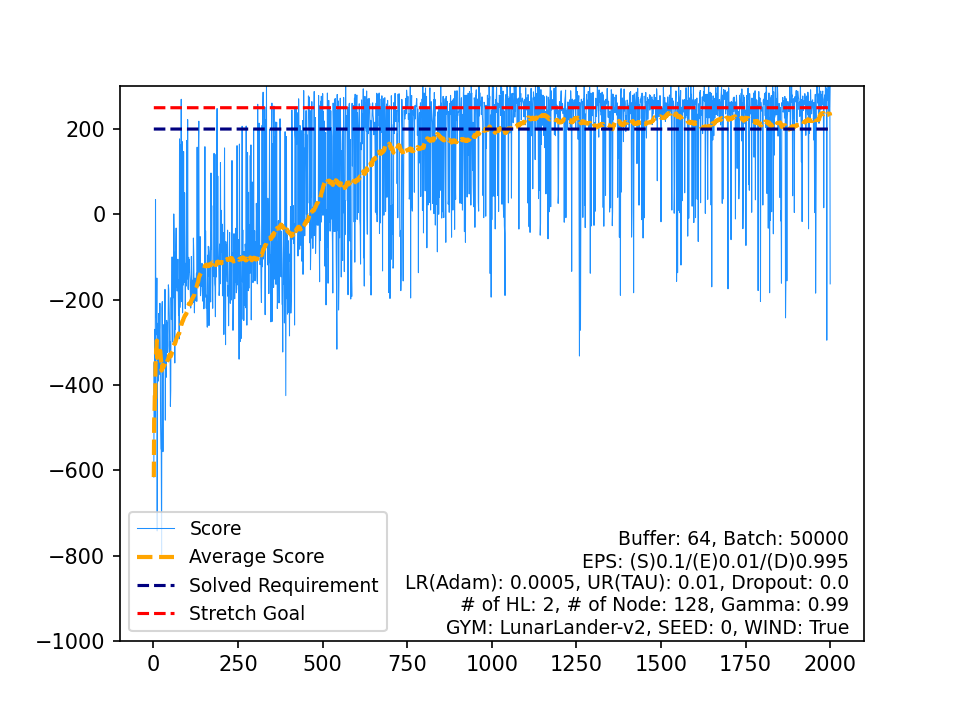 200
0
−200
−400
−600
−800
−1000
Score
Average Score
Solved Requirement
Stretch Goal
Buffer: 64, Batch: 50000
EPS: (S)0.1/(E)0.01/(D)0.995
LR(Adam): 0.0005, UR(TAU): 0.01, Dropout: 0.0
# of HL: 2, # of Node: 128, Gamma: 0.99
GYM: LunarLander-v2, SEED: 0, WIND: True
0 250 500 750 1000 1250 1500 1750 2000